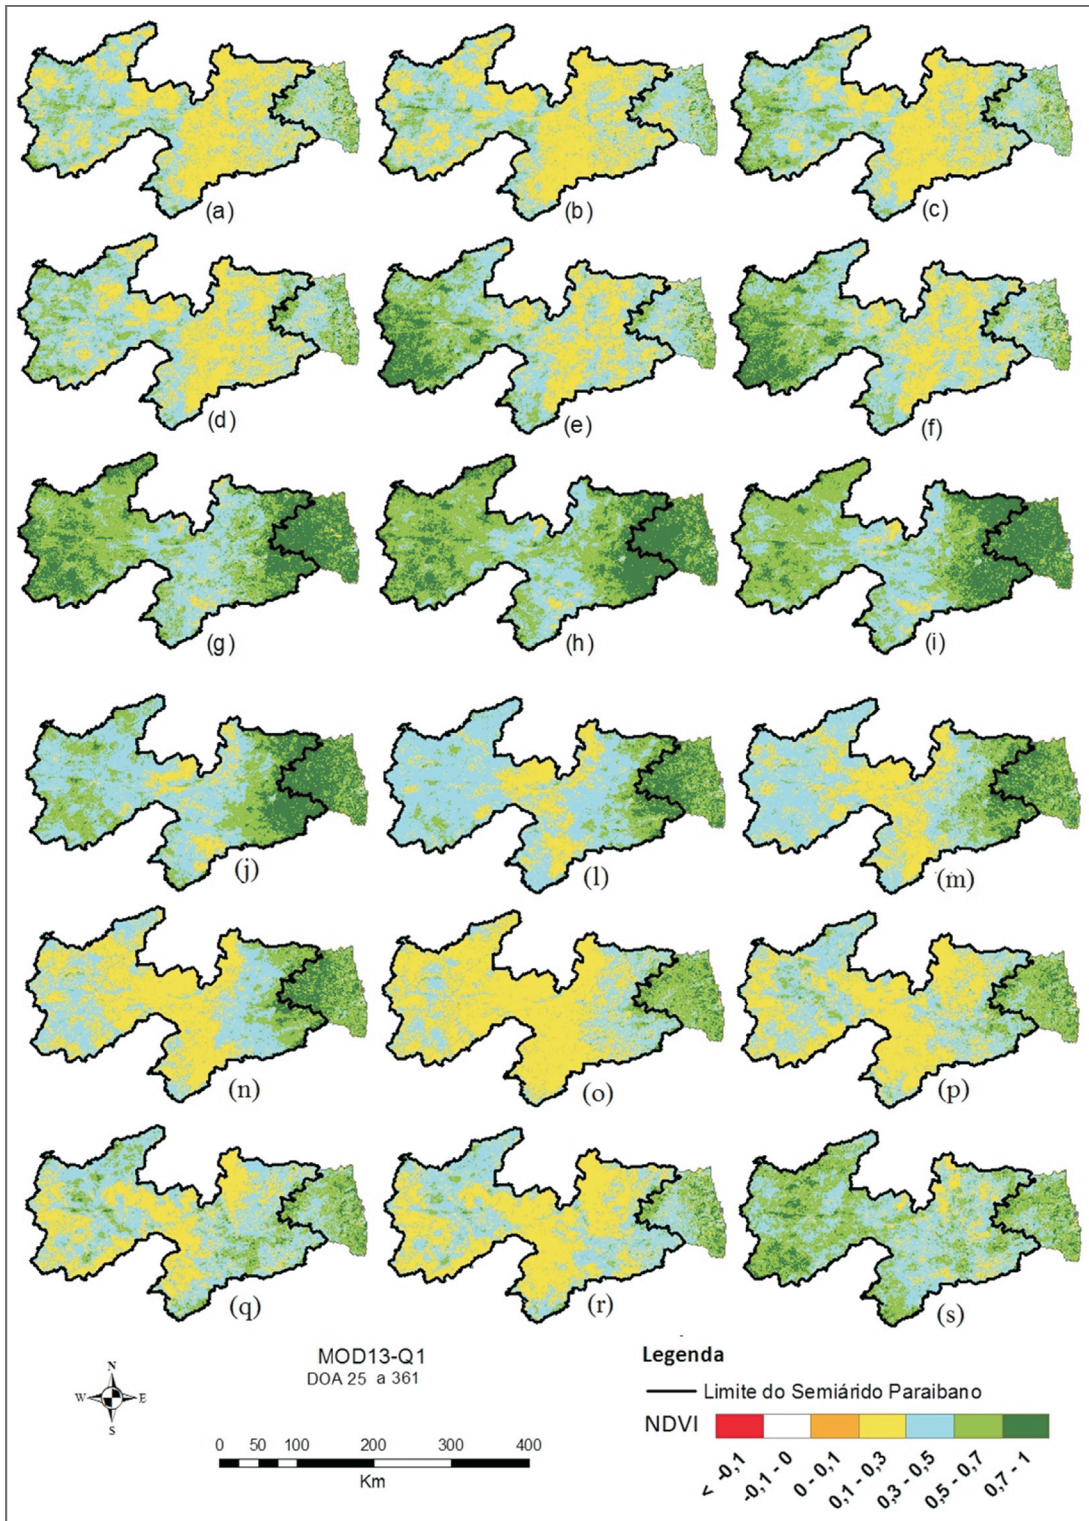 (a) (b) (c)
(d) (e) (f)
(g) (h) (i)
(j) (l) (m)
(n) (o) (p)
(q) (r) (s)
MOD13-Q1
DOA 25 a 361
N
W E
S
0 50 100 200 300 400
Km
Legenda
Limite do Semiárido Paraibano
NDVI
< -0,1
-0,1 - 0
0 - 0,1
0,1 - 0,3
0,3 - 0,5
0,5 - 0,7
0,7 - 1